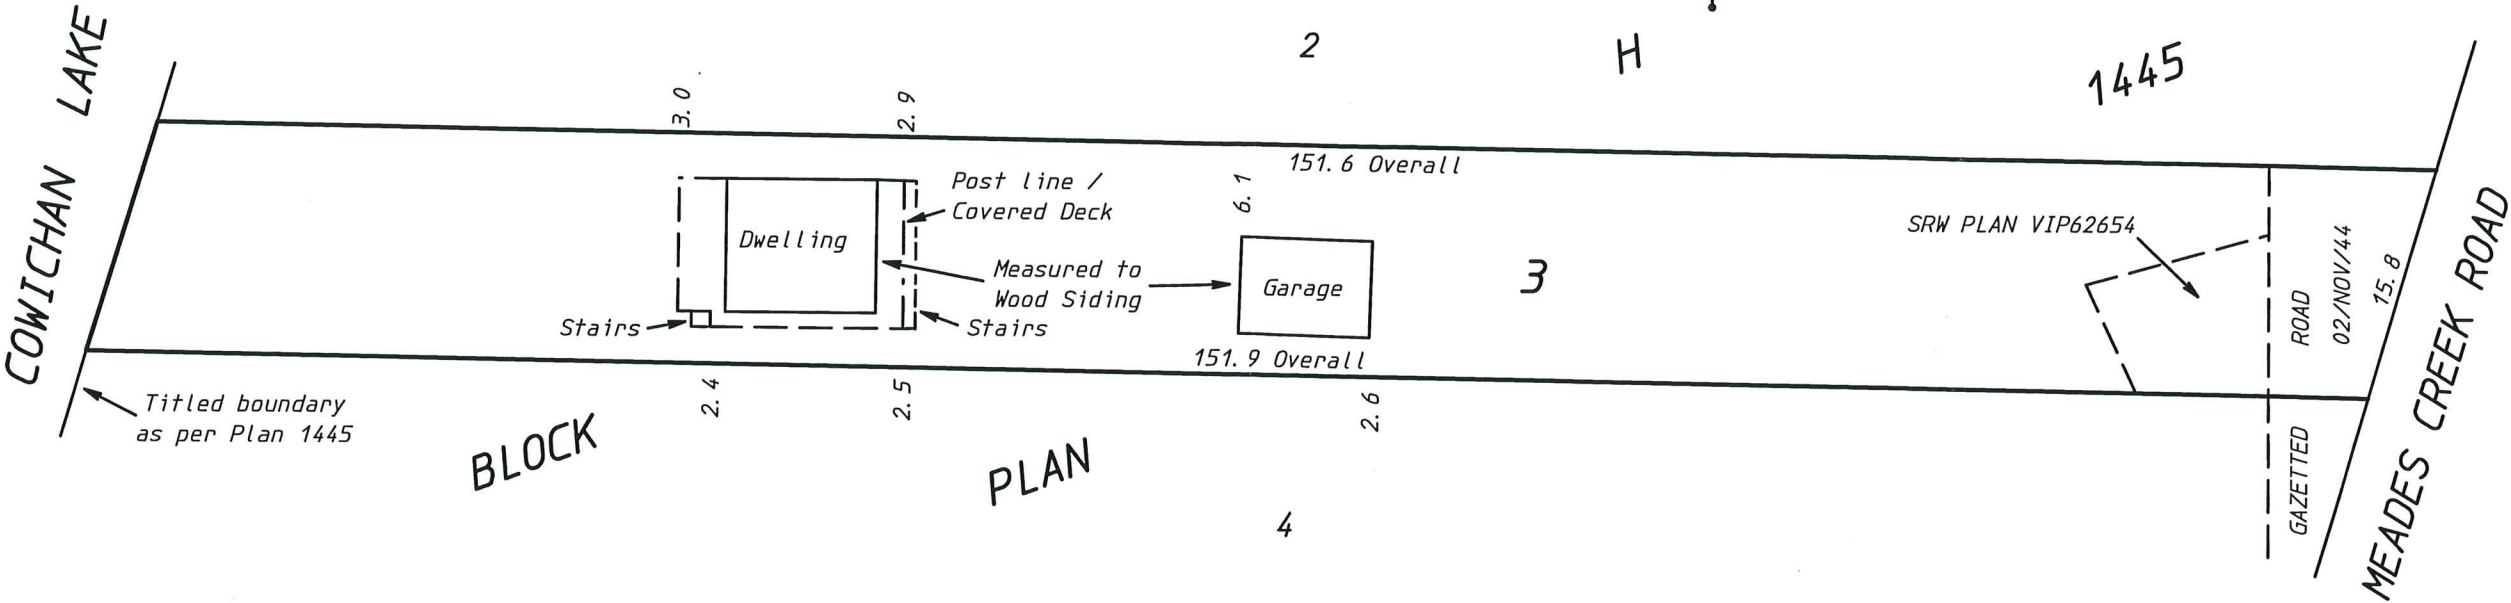 COWICHAN LAKE
2
H
1445
3.0
2.9
151.6 Overall
Post line /
Covered Deck
6.1
Dwelling
Measured to
Wood Siding
Garage
3
SRW PLAN VIP62654
ROAD
02/NOV/44
15.8
MEADES CREEK ROAD
Stairs
Stairs
151.9 Overall
2.4
2.5
2.6
Titled boundary
as per Plan 1445
BLOCK
PLAN
4
GAZETTED